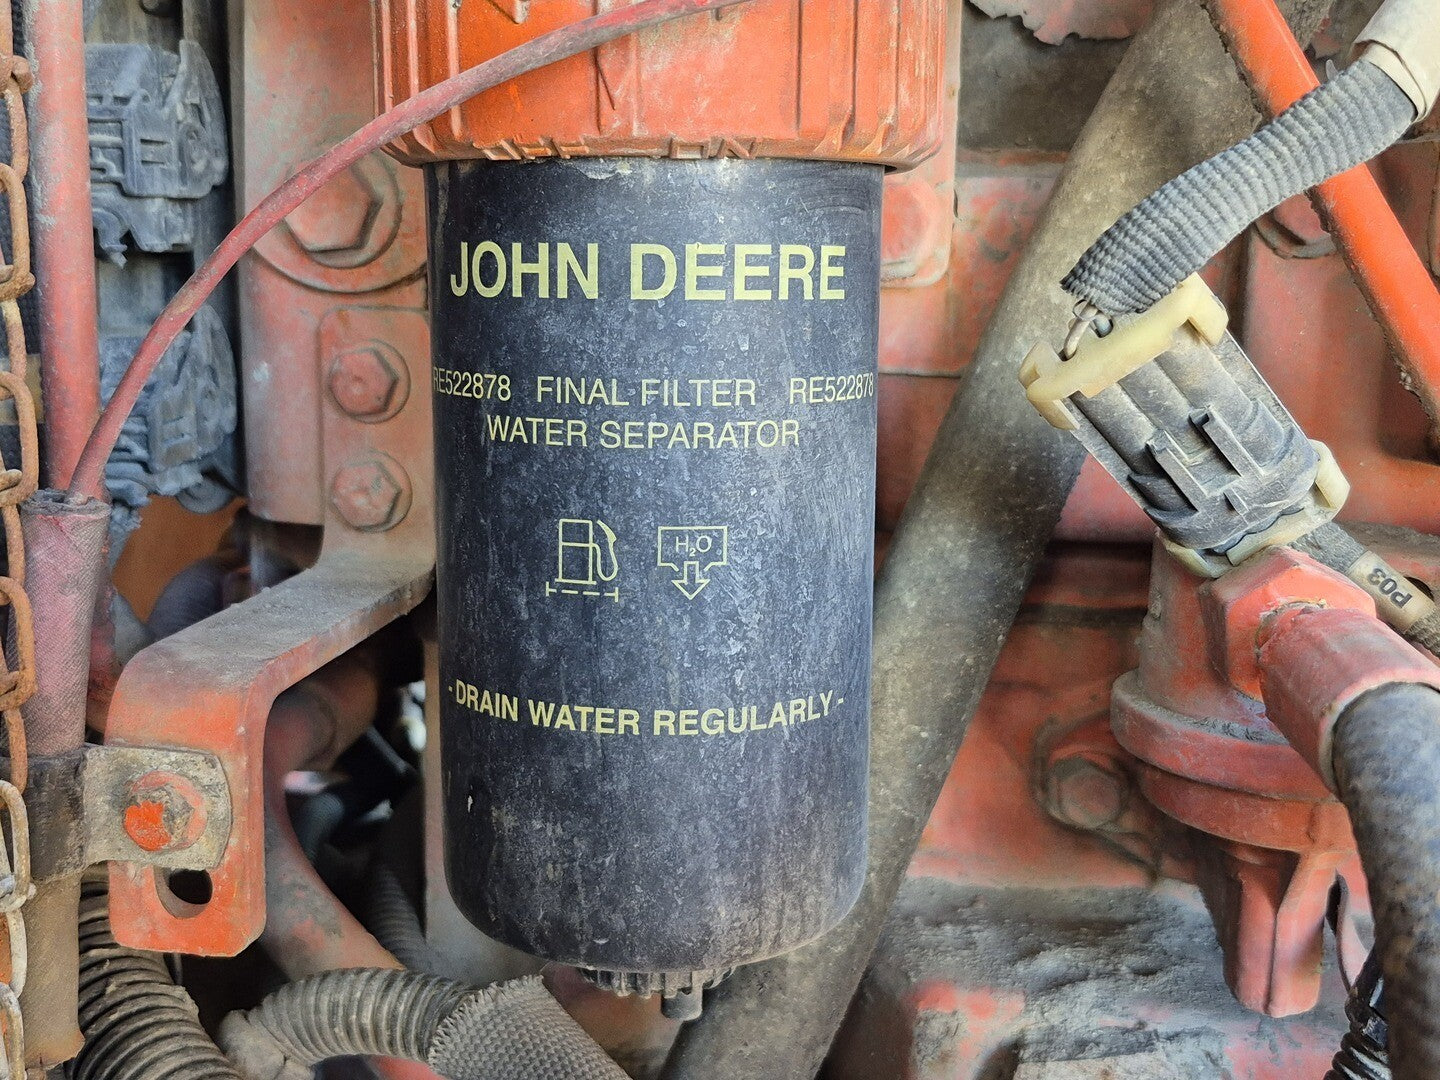 JOHN DEERE
RE522878 FINAL FILTER RE522878
WATER SEPARATOR
H₂O
-DRAIN WATER REGULARLY-
P03